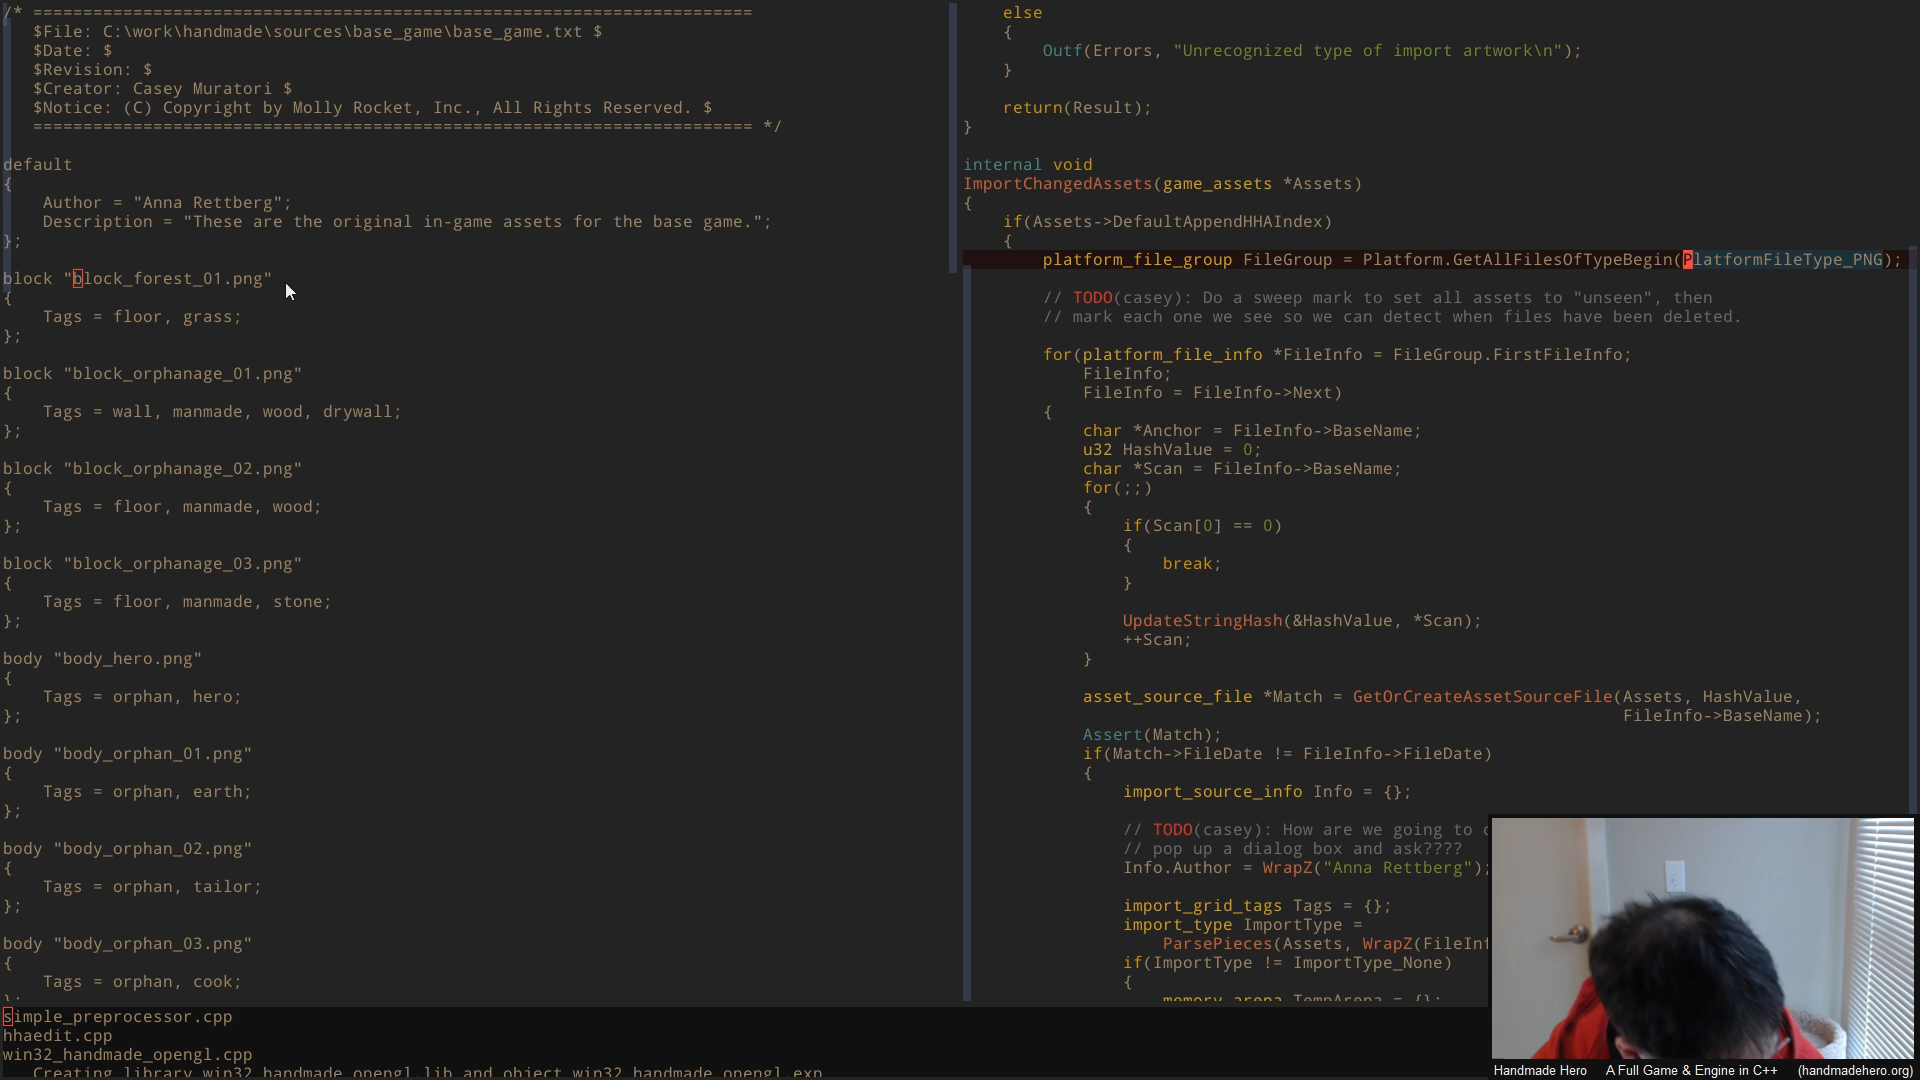 /* ========================================================================
$File: C:\work\handmade\sources\base_game\base_game.txt $
$Date: $
$Revision: $
$Creator: Casey Muratori $
$Notice: (C) Copyright by Molly Rocket, Inc., All Rights Reserved. $
======================================================================== */
default
{
Author = "Anna Rettberg";
Description = "These are the original in-game assets for the base game.";
};
block "block_forest_01.png"
{
Tags = floor, grass;
};
block "block_orphanage_01.png"
{
Tags = wall, manmade, wood, drywall;
};
block "block_orphanage_02.png"
{
Tags = floor, manmade, wood;
};
block "block_orphanage_03.png"
{
Tags = floor, manmade, stone;
};
body "body_hero.png"
{
Tags = orphan, hero;
};
body "body_orphan_01.png"
{
Tags = orphan, earth;
};
body "body_orphan_02.png"
{
Tags = orphan, tailor;
};
body "body_orphan_03.png"
{
Tags = orphan, cook;
};
else
{
Outf(Errors, "Unrecognized type of import artwork\n");
}
return(Result);
}
internal void
ImportChangedAssets(game_assets *Assets)
{
if(Assets->DefaultAppendHHAIndex)
{
platform_file_group FileGroup = Platform.GetAllFilesOfTypeBegin(PlatformFileType_PNG);
// TODO(casey): Do a sweep mark to set all assets to "unseen", then
// mark each one we see so we can detect when files have been deleted.
for(platform_file_info *FileInfo = FileGroup.FirstFileInfo;
FileInfo;
FileInfo = FileInfo->Next)
{
char *Anchor = FileInfo->BaseName;
u32 HashValue = 0;
char *Scan = FileInfo->BaseName;
for(;;)
{
if(Scan[0] == 0)
{
break;
}
UpdateStringHash(&HashValue, *Scan);
++Scan;
}
asset_source_file *Match = GetOrCreateAssetSourceFile(Assets, HashValue,
FileInfo->BaseName);
Assert(Match);
if(Match->FileDate != FileInfo->FileDate)
{
import_source_info Info = {};
// TODO(casey): How are we going to
// pop up a dialog box and ask????
Info.Author = WrapZ("Anna Rettberg");
import_grid_tags Tags = {};
import_type ImportType =
ParsePieces(Assets, WrapZ(FileInf
if(ImportType != ImportType_None)
{
memory_arena TempArena = {};
simple_preprocessor.cpp
hhaedit.cpp
win32_handmade_opengl.cpp
Creating library win32_handmade_opengl.lib and object win32_handmade_opengl.exp
Handmade Hero A Full Game & Engine in C++ (handmadehero.org)